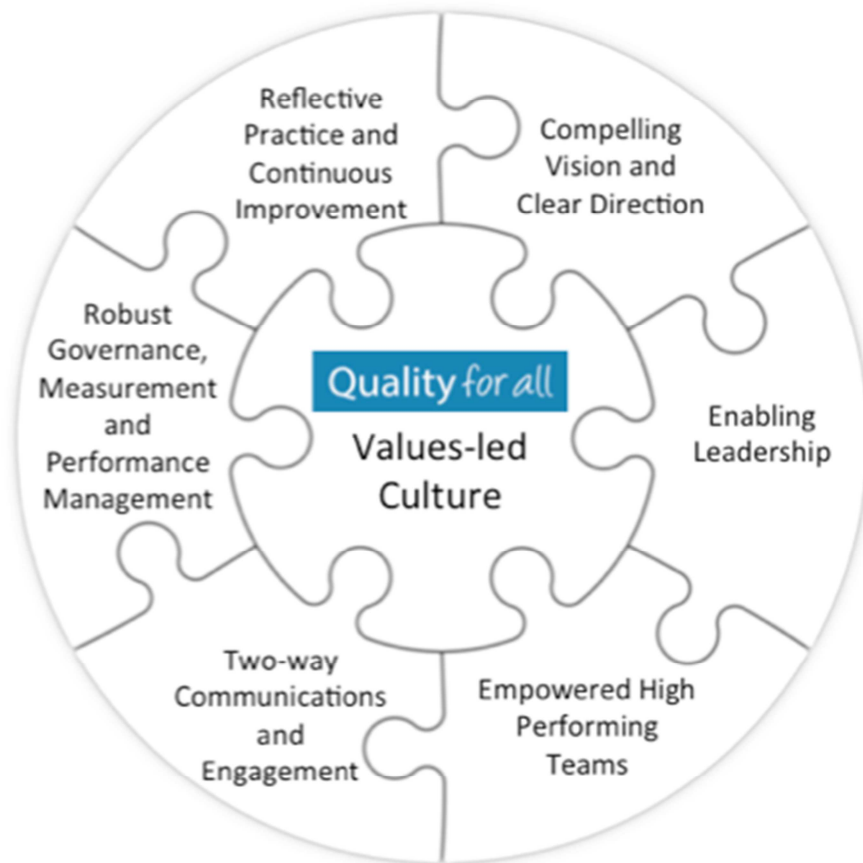 Reflective
Practice and
Continuous
Improvement
Compelling
Vision and
Clear Direction
Robust
Governance,
Measurement
and
Performance
Management
Quality for all
Values-led
Culture
Enabling
Leadership
Two-way
Communications
and
Engagement
Empowered High
Performing
Teams